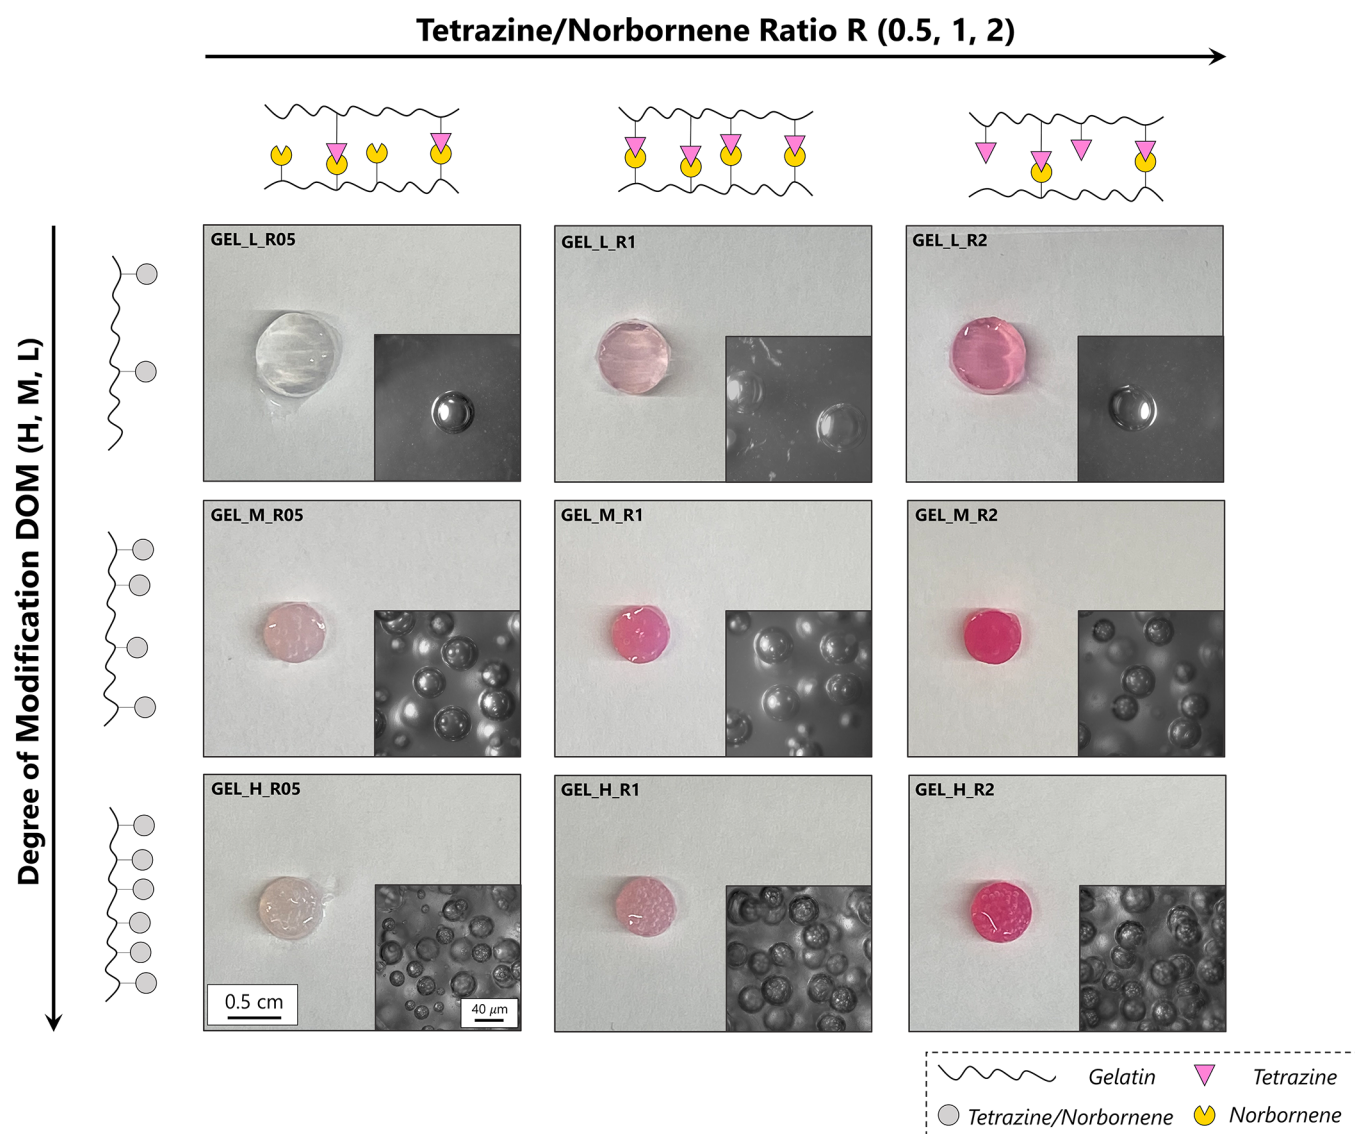 Tetrazine/Norbornene Ratio R (0.5, 1, 2)
Degree of Modification DOM (H, M, L)
GEL_L_R05
GEL_L_R1
GEL_L_R2
GEL_M_R05
GEL_M_R1
GEL_M_R2
GEL_H_R05
GEL_H_R1
GEL_H_R2
0.5 cm
40 μm
Gelatin
Tetrazine
Tetrazine/Norbornene
Norbornene